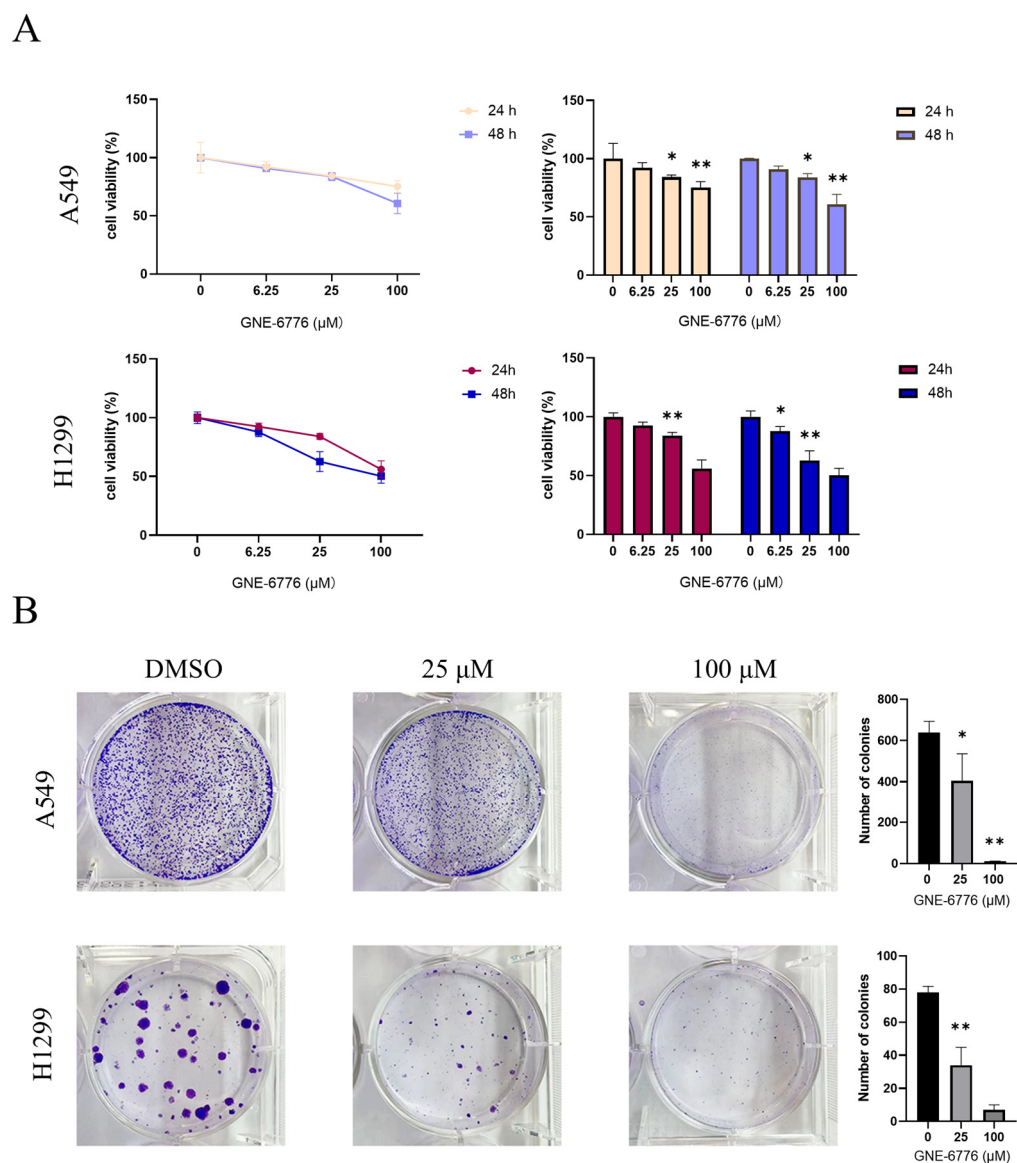 A
A549
150
100
50
0
cell viability (%)
0 6.25 25 100
GNE-6776 (μM)
24 h
48 h
150
100
50
0
cell viability (%)
* ** * **
0 6.25 25 100 0 6.25 25 100
GNE-6776 (μM)
24 h
48 h
H1299
150
100
50
0
cell viability (%)
0 6.25 25 100
GNE-6776 (μM)
24h
48h
150
100
50
0
cell viability (%)
** * **
0 6.25 25 100 0 6.25 25 100
GNE-6776 (μM)
24h
48h
B
DMSO 25 μM 100 μM
A549
800
600
400
200
0
Number of colonies
* **
0 25 100
GNE-6776 (μM)
H1299
80
60
40
20
0
Number of colonies
**
0 25 100
GNE-6776 (μM)